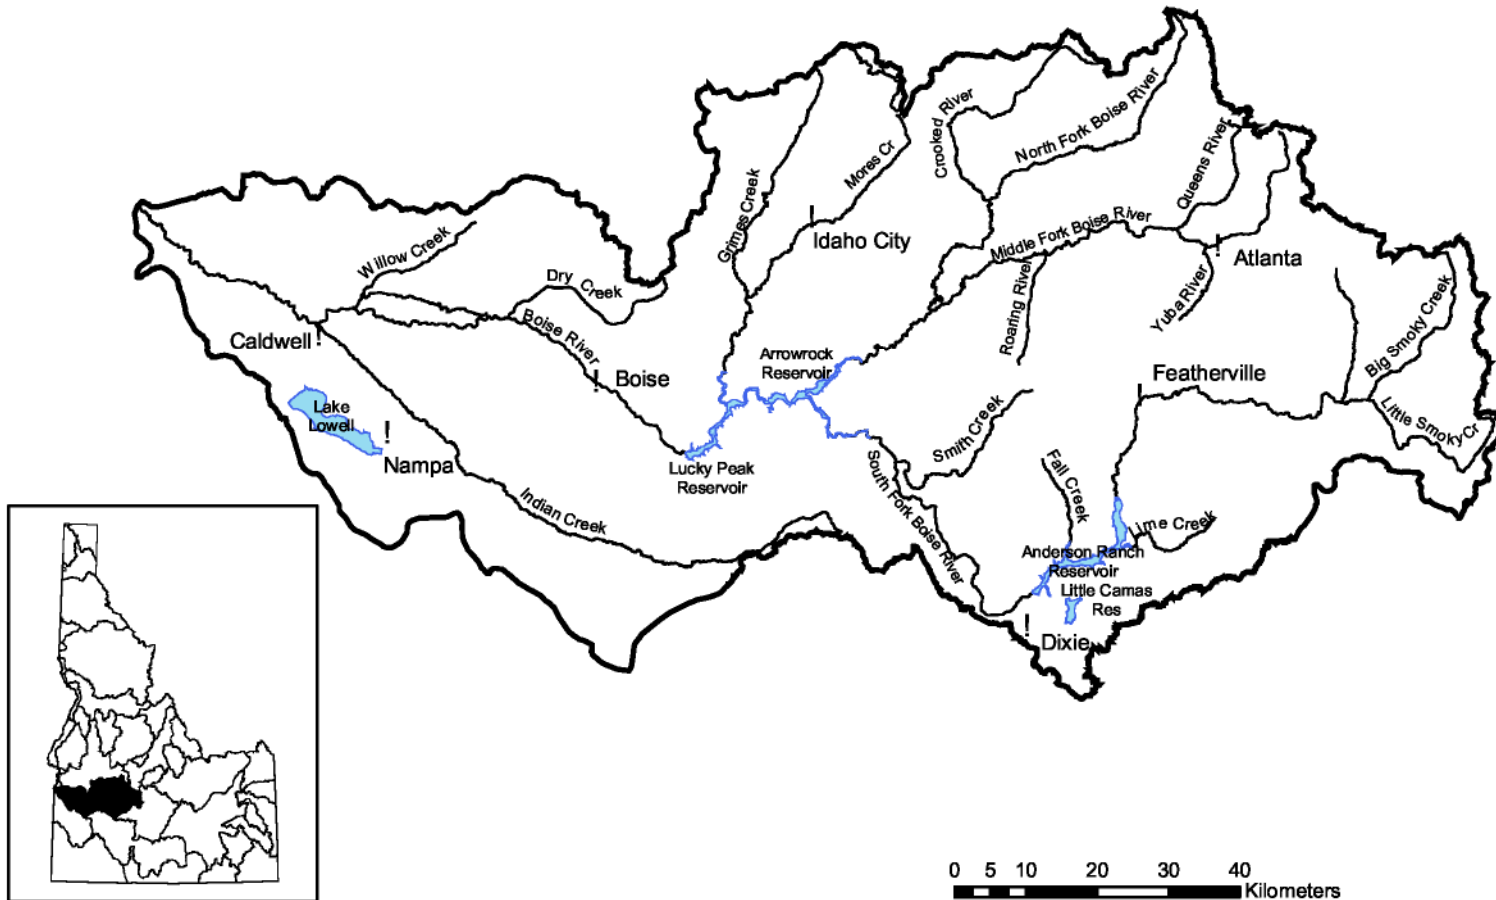 Crooked River
North Fork Boise River
Mores Cr
Queens River
Grimes Creek
Idaho City
Middle Fork Boise River
Willow Creek
Atlanta
Dry Creek
Roaring River
Yuba River
Big Smoky Creek
Boise River
Caldwell
Arrowrock
Reservoir
Boise
Featherville
Lake
Lowell
Little Smoky Cr
Smith Creek
Nampa
Lucky Peak
Reservoir
Fall Creek
South Fork Boise River
Indian Creek
Lime Creek
Anderson Ranch
Reservoir
Little Camas
Res
Dixie
0 5 10 20 30 40
Kilometers